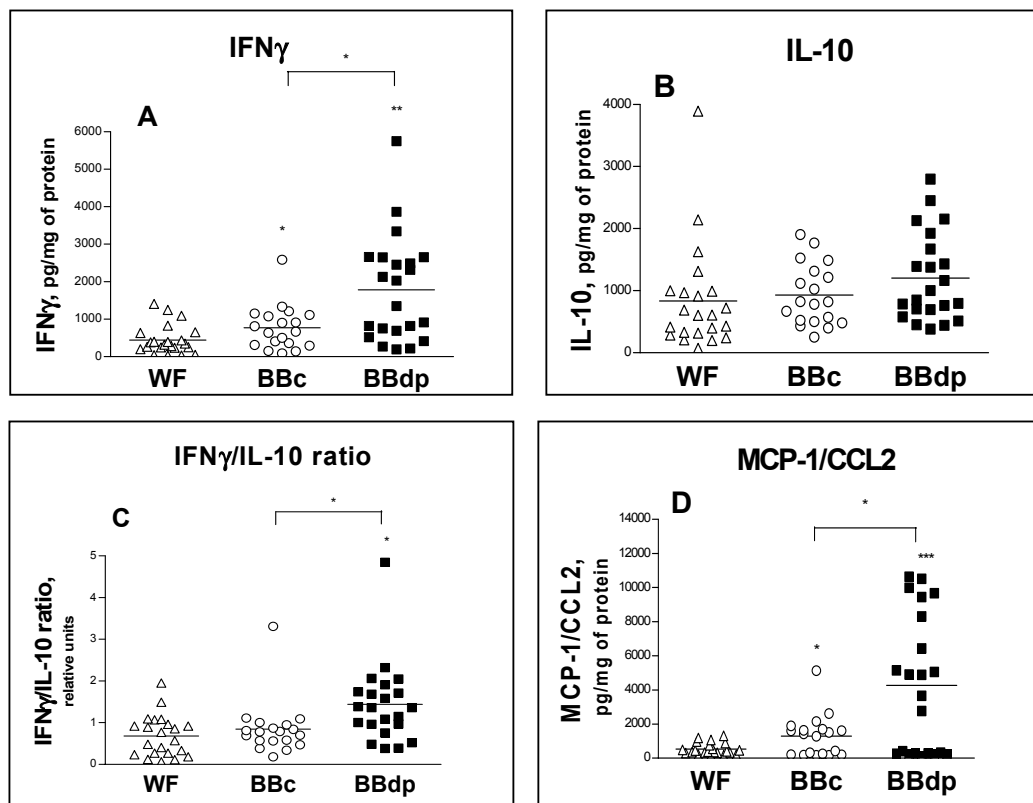 IFNγ
*
**
A
IFNγ, pg/mg of protein
6000
5000
4000
3000
2000
1000
0
*
WF
BBc
BBdp
IL-10
B
IL-10, pg/mg of protein
4000
3000
2000
1000
0
WF
BBc
BBdp
IFNγ/IL-10 ratio
*
C
*
IFNγ/IL-10 ratio,
relative units
5
4
3
2
1
0
WF
BBc
BBdp
MCP-1/CCL2
*
D
***
MCP-1/CCL2,
pg/mg of protein
14000
12000
10000
8000
6000
4000
2000
0
*
WF
BBc
BBdp